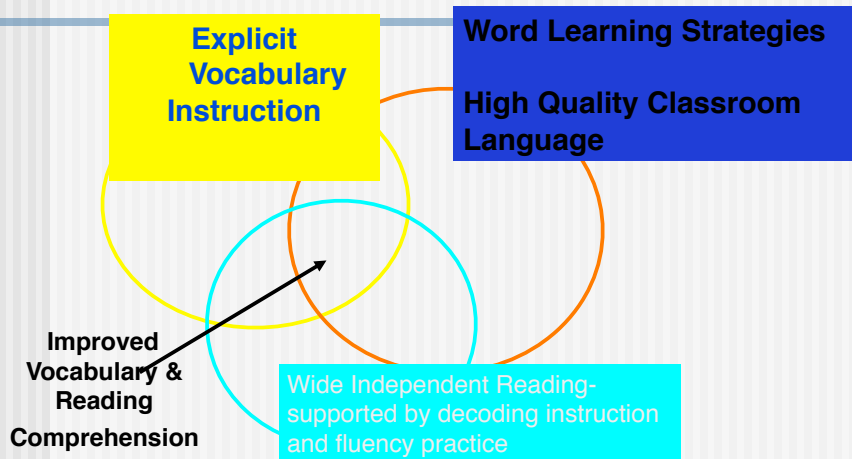 Explicit
Vocabulary
Instruction
Word Learning Strategies
High Quality Classroom
Language
Improved
Vocabulary &
Reading
Comprehension
Wide Independent Reading-
supported by decoding instruction
and fluency practice